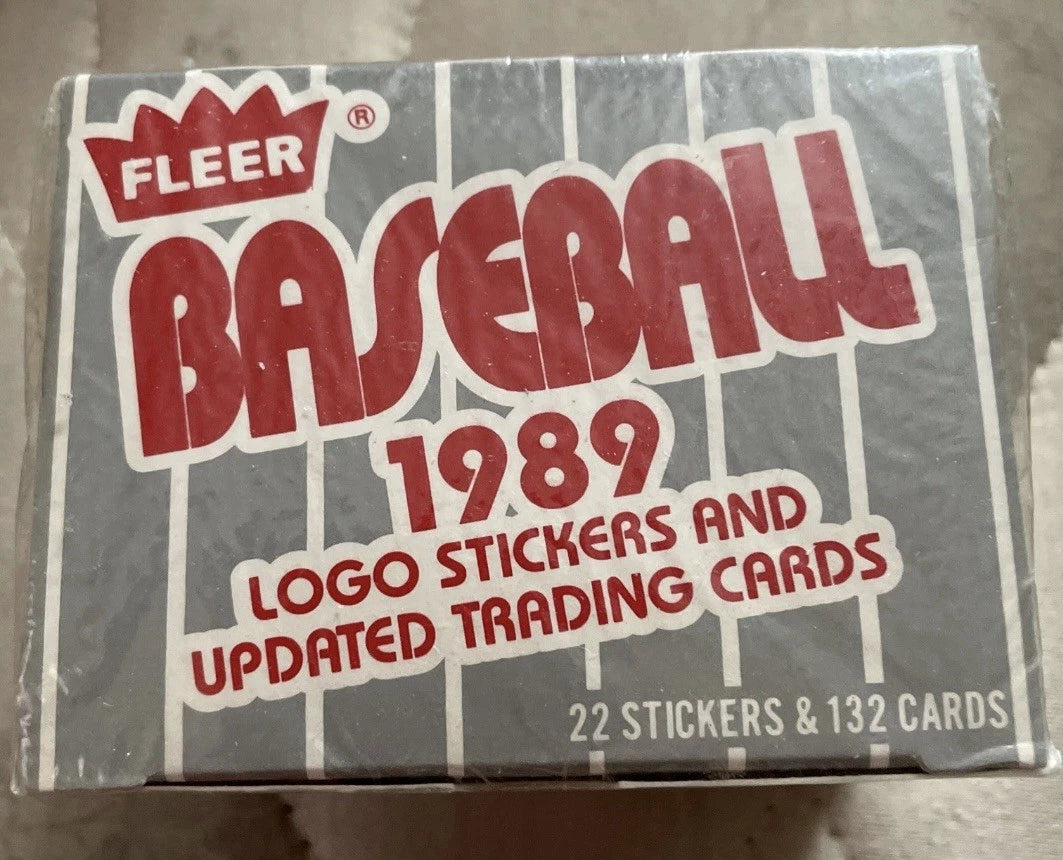 FLEER ®
BASEBALL
1989
LOGO STICKERS AND
UPDATED TRADING CARDS
22 STICKERS & 132 CARDS